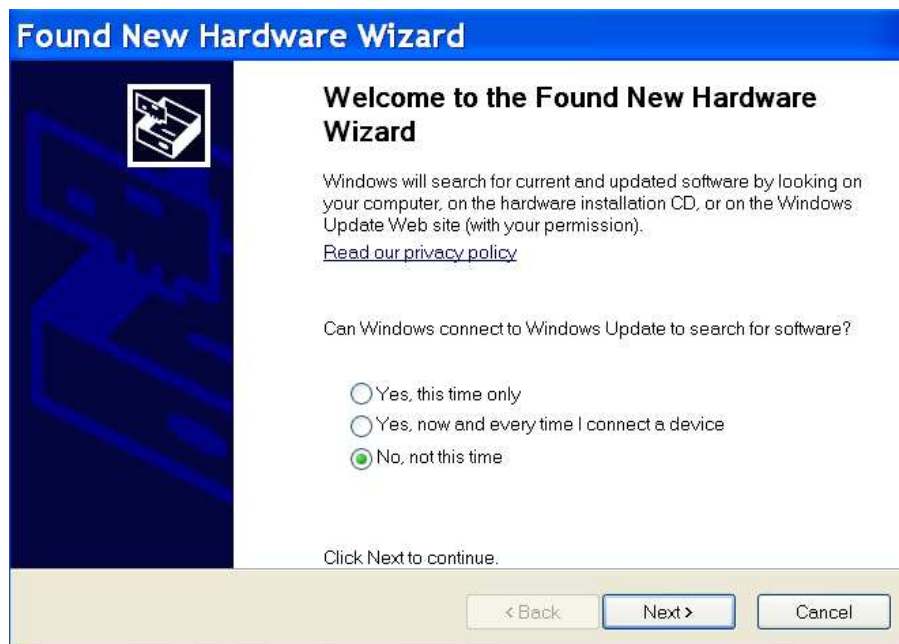 Found New Hardware Wizard
Welcome to the Found New Hardware
Wizard
Windows will search for current and updated software by looking on
your computer, on the hardware installation CD, or on the Windows
Update Web site (with your permission).
Read our privacy policy
Can Windows connect to Windows Update to search for software?
Yes, this time only
Yes, now and every time I connect a device
No, not this time
Click Next to continue.
< Back Next > Cancel